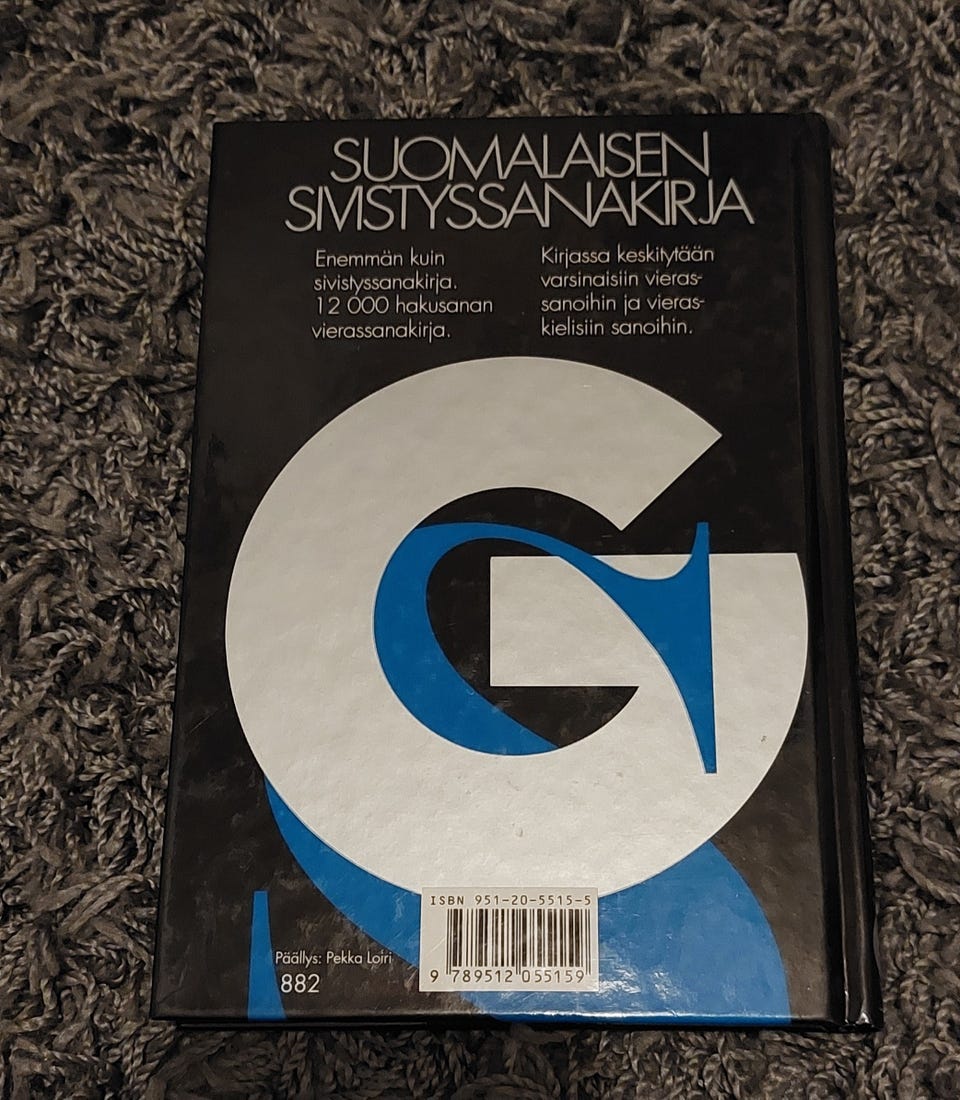 SUOMALAISEN
SIVISTYSSANAKIRJA
Enemmän kuin
sivistyssanakirja.
12 000 hakusanan
vierassanakirja.
Kirjassa keskitytään
varsinaisiin vieras-
sanoihin ja vieras-
kielisiin sanoihin.
G
S
ISBN 951-20-5515-5
9 789512 055159
Päällys: Pekka Loiri
882